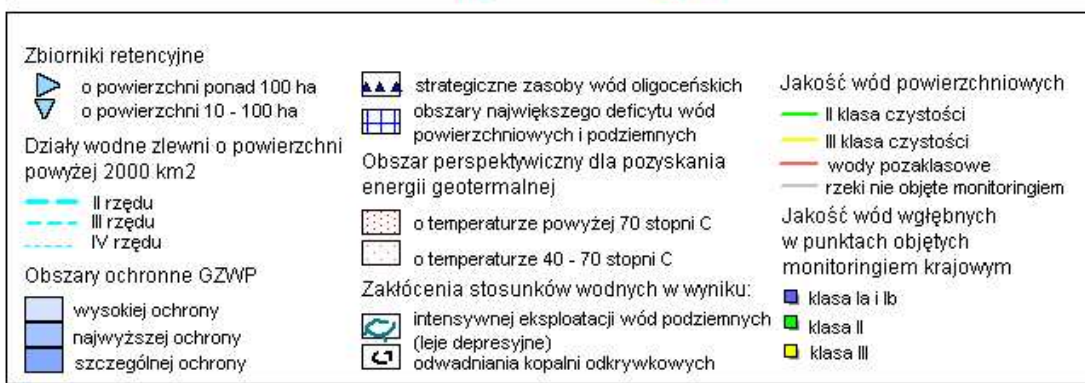 Zbiorniki retencyjne
o powierzchni ponad 100 ha
o powierzchni 10 - 100 ha
Działy wodne zlewni o powierzchni
powyżej 2000 km2
II rzędu
III rzędu
IV rzędu
Obszary ochronne GZWP
wysokiej ochrony
najwyższej ochrony
szczególnej ochrony
strategiczne zasoby wód oligoceńskich
obszary największego deficytu wód
powierzchniowych i podziemnych
Obszar perspektywiczny dla pozyskania
energii geotermalnej
o temperaturze powyżej 70 stopni C
o temperaturze 40 - 70 stopni C
Zakłócenia stosunków wodnych w wyniku:
intensywnej eksploatacji wód podziemnych
(leje depresyjne)
odwadniania kopalni odkrywkowych
Jakość wód powierzchniowych
II klasa czystości
III klasa czystości
wody pozaklasowe
rzeki nie objęte monitoringiem
Jakość wód wgłębnych
w punktach objętych
monitoringiem krajowym
klasa Ia i Ib
klasa II
klasa III